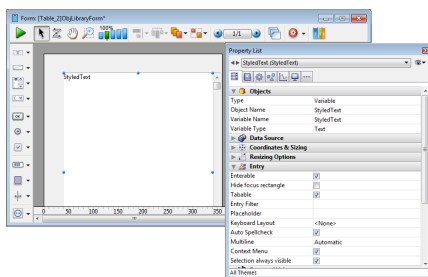 Form: [Table_2]ObjLibraryForm*
100%
1/1
StyledText
0 50 100 150 200 250 300 350
Property List
StyledText (StyledText)
Objects
Type Variable
Object Name StyledText
Variable Name StyledText
Variable Type Text
Data Source
Coordinates & Sizing
Resizing Options
Entry
Enterable
Hide focus rectangle
Tabable
Entry Filter
Placeholder
Keyboard Layout <None>
Auto Spellcheck
Multiline Automatic
Context Menu
Selection always visible
All Themes